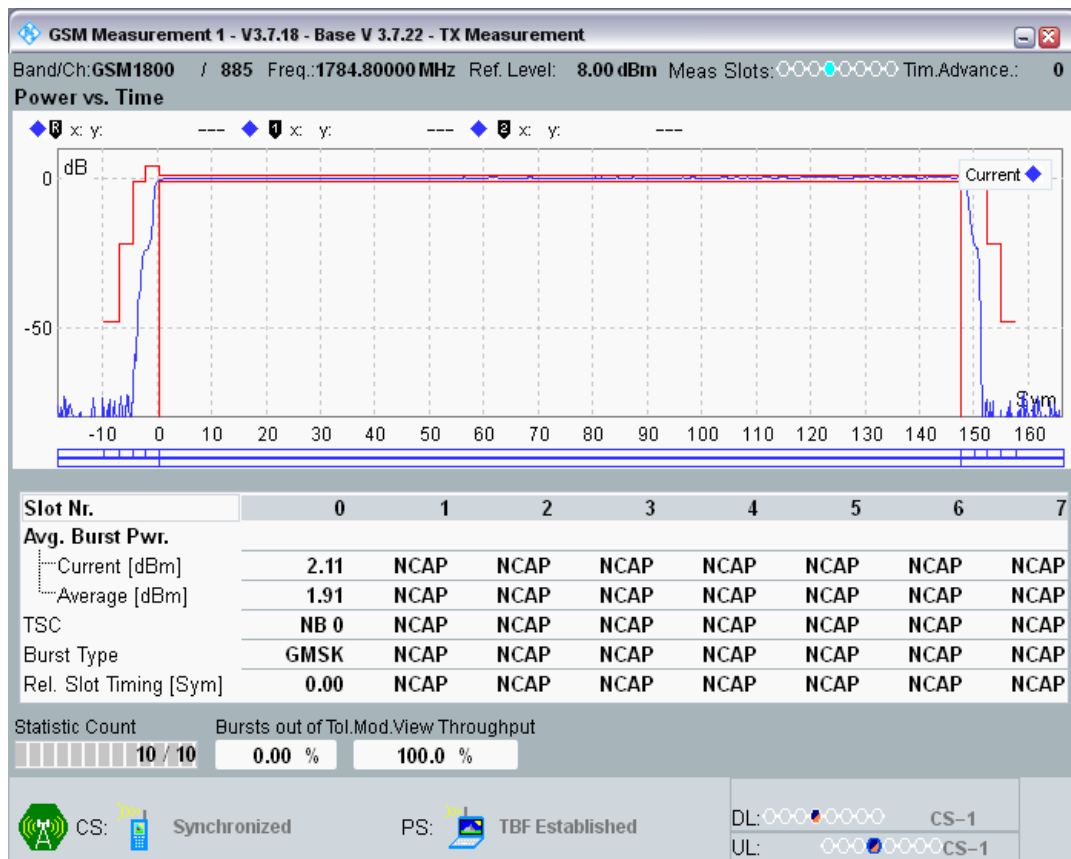 GSM Measurement 1 - V3.7.18 - Base V 3.7.22 - TX Measurement
Band/Ch:GSM1800 / 885 Freq.:1784.80000 MHz Ref. Level: 8.00 dBm Meas Slots: Tim.Advance.: 0
Power vs. Time
R x: y: --- 1 x: y: --- 2 x: y: ---
dB
0
Current
-50
Sym
-10 0 10 20 30 40 50 60 70 80 90 100 110 120 130 140 150 160
Slot Nr. 0 1 2 3 4 5 6 7
Avg. Burst Pwr.
Current [dBm] 2.11 NCAP NCAP NCAP NCAP NCAP NCAP NCAP
Average [dBm] 1.91 NCAP NCAP NCAP NCAP NCAP NCAP NCAP
TSC NB 0 NCAP NCAP NCAP NCAP NCAP NCAP NCAP
Burst Type GMSK NCAP NCAP NCAP NCAP NCAP NCAP NCAP
Rel. Slot Timing [Sym] 0.00 NCAP NCAP NCAP NCAP NCAP NCAP NCAP
Statistic Count Bursts out of Tol.Mod.View Throughput
10 / 10 0.00 % 100.0 %
CS: Synchronized PS: TBF Established
DL: CS-1
UL: CS-1